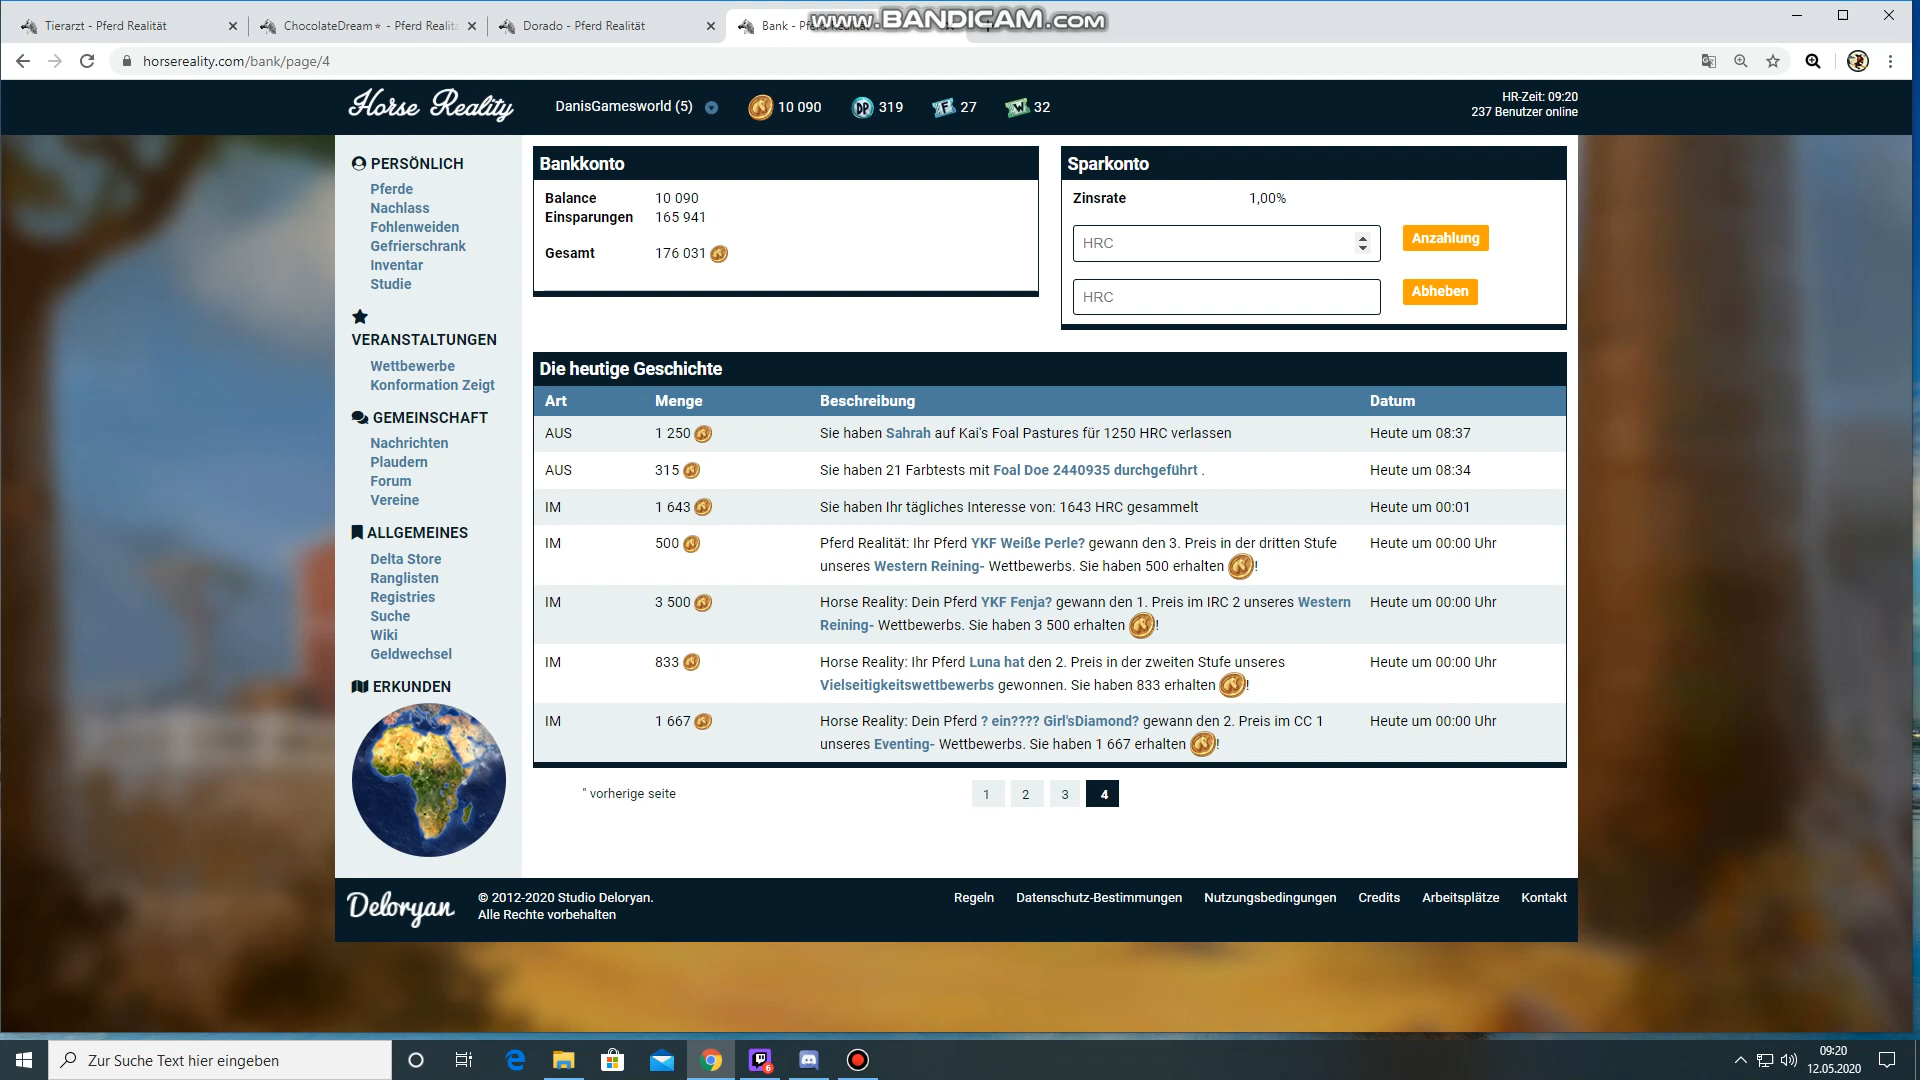 Tierarzt - Pferd Realität
ChocolateDream⭐ - Pferd Realitä
Dorado - Pferd Realität
Bank - Pferd Realität
www.BANDICAM.com
horsereality.com/bank/page/4
Horse Reality
DanisGamesworld (5)
10 090
DP 319
F 27
W 32
HR-Zeit: 09:20
237 Benutzer online
PERSÖNLICH
Pferde
Nachlass
Fohlenweiden
Gefrierschrank
Inventar
Studie
VERANSTALTUNGEN
Wettbewerbe
Konformation Zeigt
GEMEINSCHAFT
Nachrichten
Plaudern
Forum
Vereine
ALLGEMEINES
Delta Store
Ranglisten
Registries
Suche
Wiki
Geldwechsel
ERKUNDEN
Bankkonto
Balance 10 090
Einsparungen 165 941
Gesamt 176 031
Sparkonto
Zinsrate 1,00%
HRC Anzahlung
HRC Abheben
Die heutige Geschichte
Art Menge Beschreibung Datum
AUS 1 250 Sie haben Sahrah auf Kai's Foal Pastures für 1250 HRC verlassen Heute um 08:37
AUS 315 Sie haben 21 Farbtests mit Foal Doe 2440935 durchgeführt . Heute um 08:34
IM 1 643 Sie haben Ihr tägliches Interesse von: 1643 HRC gesammelt Heute um 00:01
IM 500 Pferd Realität: Ihr Pferd YKF Weiße Perle? gewann den 3. Preis in der dritten Stufe Heute um 00:00 Uhr
unseres Western Reining- Wettbewerbs. Sie haben 500 erhalten !
IM 3 500 Horse Reality: Dein Pferd YKF Fenja? gewann den 1. Preis im IRC 2 unseres Western Heute um 00:00 Uhr
Reining- Wettbewerbs. Sie haben 3 500 erhalten !
IM 833 Horse Reality: Ihr Pferd Luna hat den 2. Preis in der zweiten Stufe unseres Heute um 00:00 Uhr
Vielseitigkeitswettbewerbs gewonnen. Sie haben 833 erhalten !
IM 1 667 Horse Reality: Dein Pferd ? ein???? Girl'sDiamond? gewann den 2. Preis im CC 1 Heute um 00:00 Uhr
unseres Eventing- Wettbewerbs. Sie haben 1 667 erhalten !
" vorherige seite
1 2 3 4
Deloryan
© 2012-2020 Studio Deloryan.
Alle Rechte vorbehalten
Regeln Datenschutz-Bestimmungen Nutzungsbedingungen Credits Arbeitsplätze Kontakt
Zur Suche Text hier eingeben
6
09:20
12.05.2020